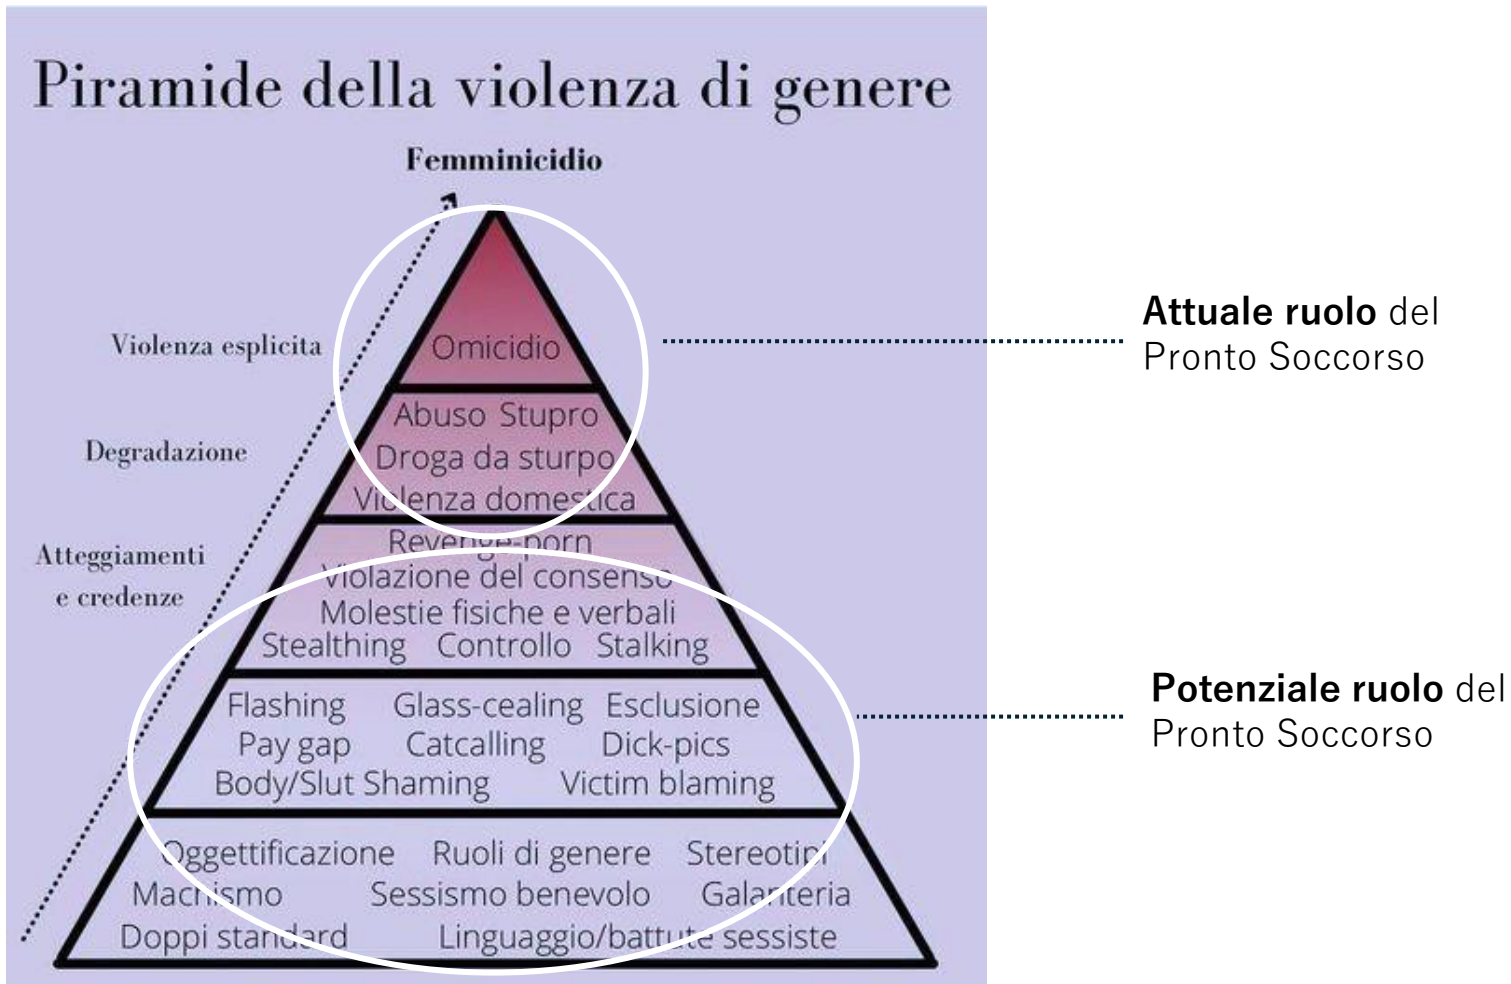 Piramide della violenza di genere
Femminicidio
Violenza esplicita
Omicidio
Degradazione
Abuso Stupro
Droga da sturpo
Violenza domestica
Atteggiamenti
e credenze
Revenge-porn
Violazione del consenso
Molestie fisiche e verbali
Stealthing Controllo Stalking
Flashing Glass-cealing Esclusione
Pay gap Catcalling Dick-pics
Body/Slut Shaming Victim blaming
Oggettificazione Ruoli di genere Stereotipi
Machismo Sessismo benevolo Galanteria
Doppi standard Linguaggio/battute sessiste
Attuale ruolo del
Pronto Soccorso
Potenziale ruolo del
Pronto Soccorso